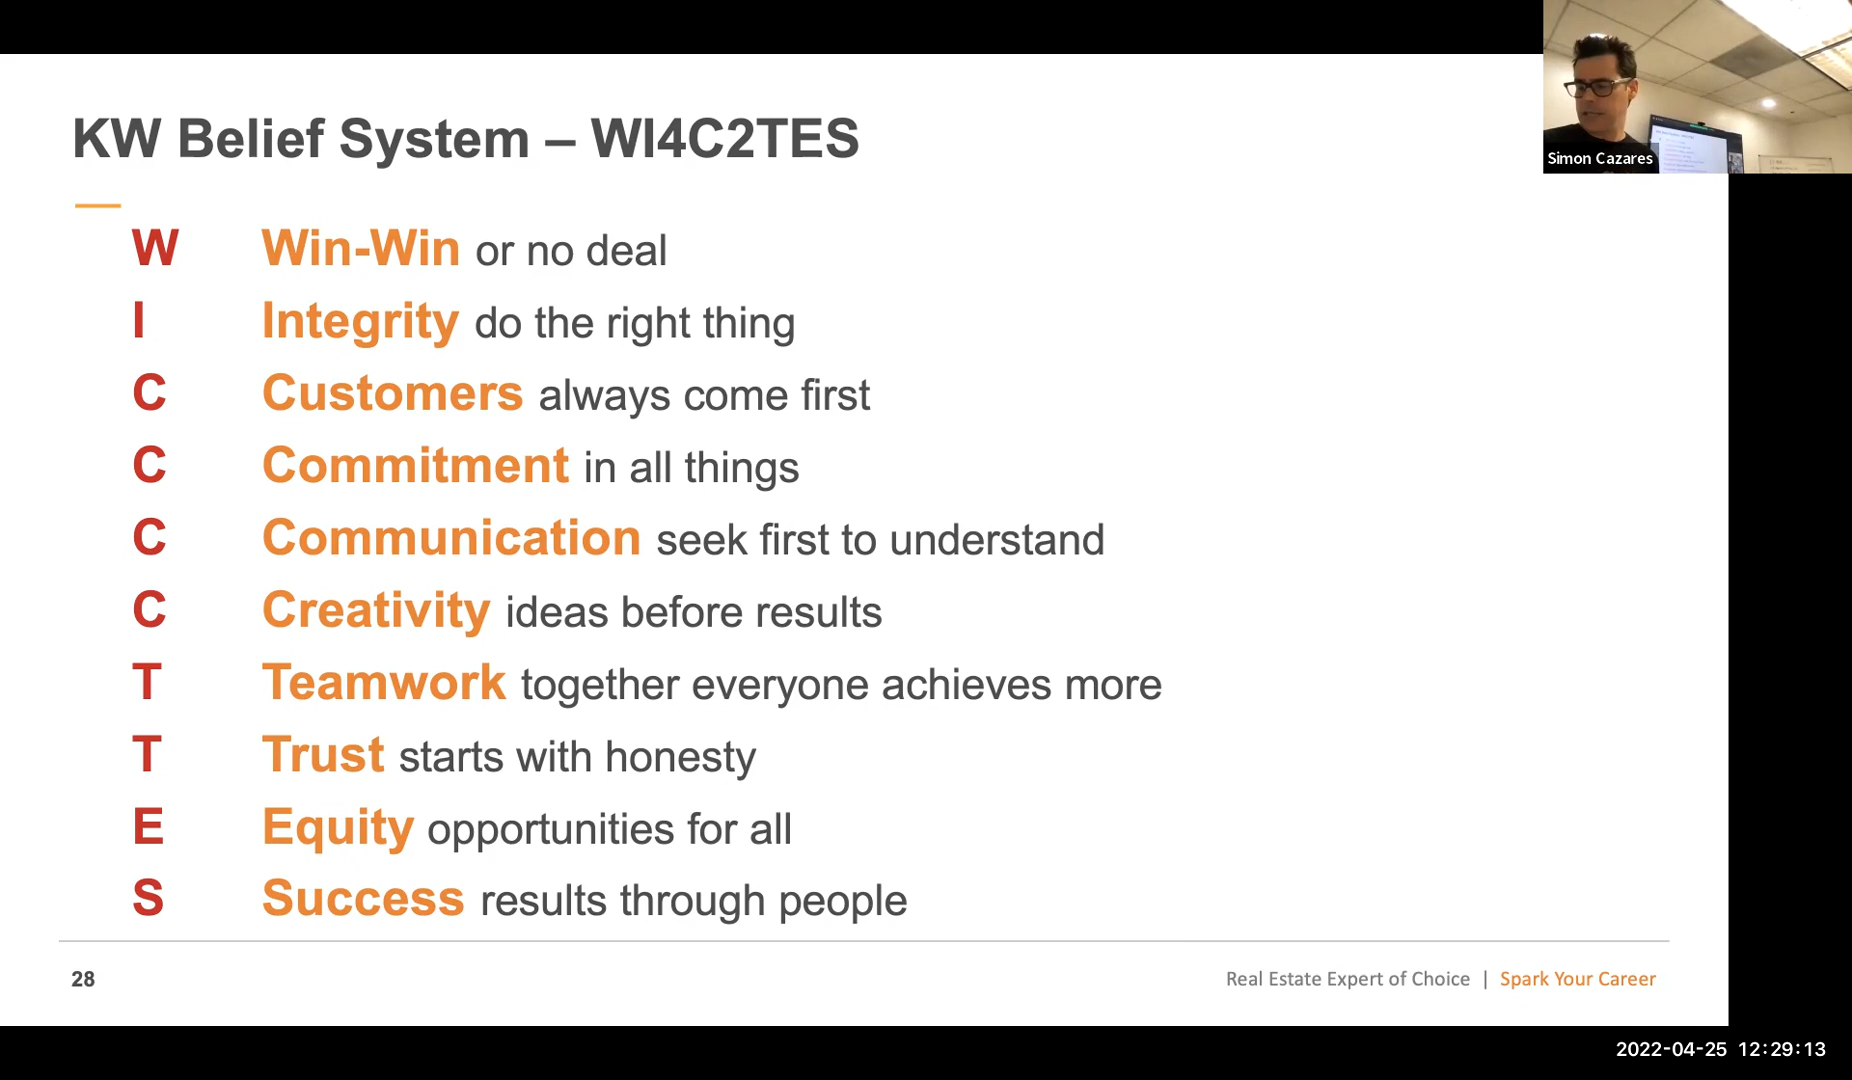 KW Belief System – WI4C2TES
Simon Cazares
W Win-Win or no deal
I Integrity do the right thing
C Customers always come first
C Commitment in all things
C Communication seek first to understand
C Creativity ideas before results
T Teamwork together everyone achieves more
T Trust starts with honesty
E Equity opportunities for all
S Success results through people
28
Real Estate Expert of Choice | Spark Your Career
2022-04-25 12:29:13